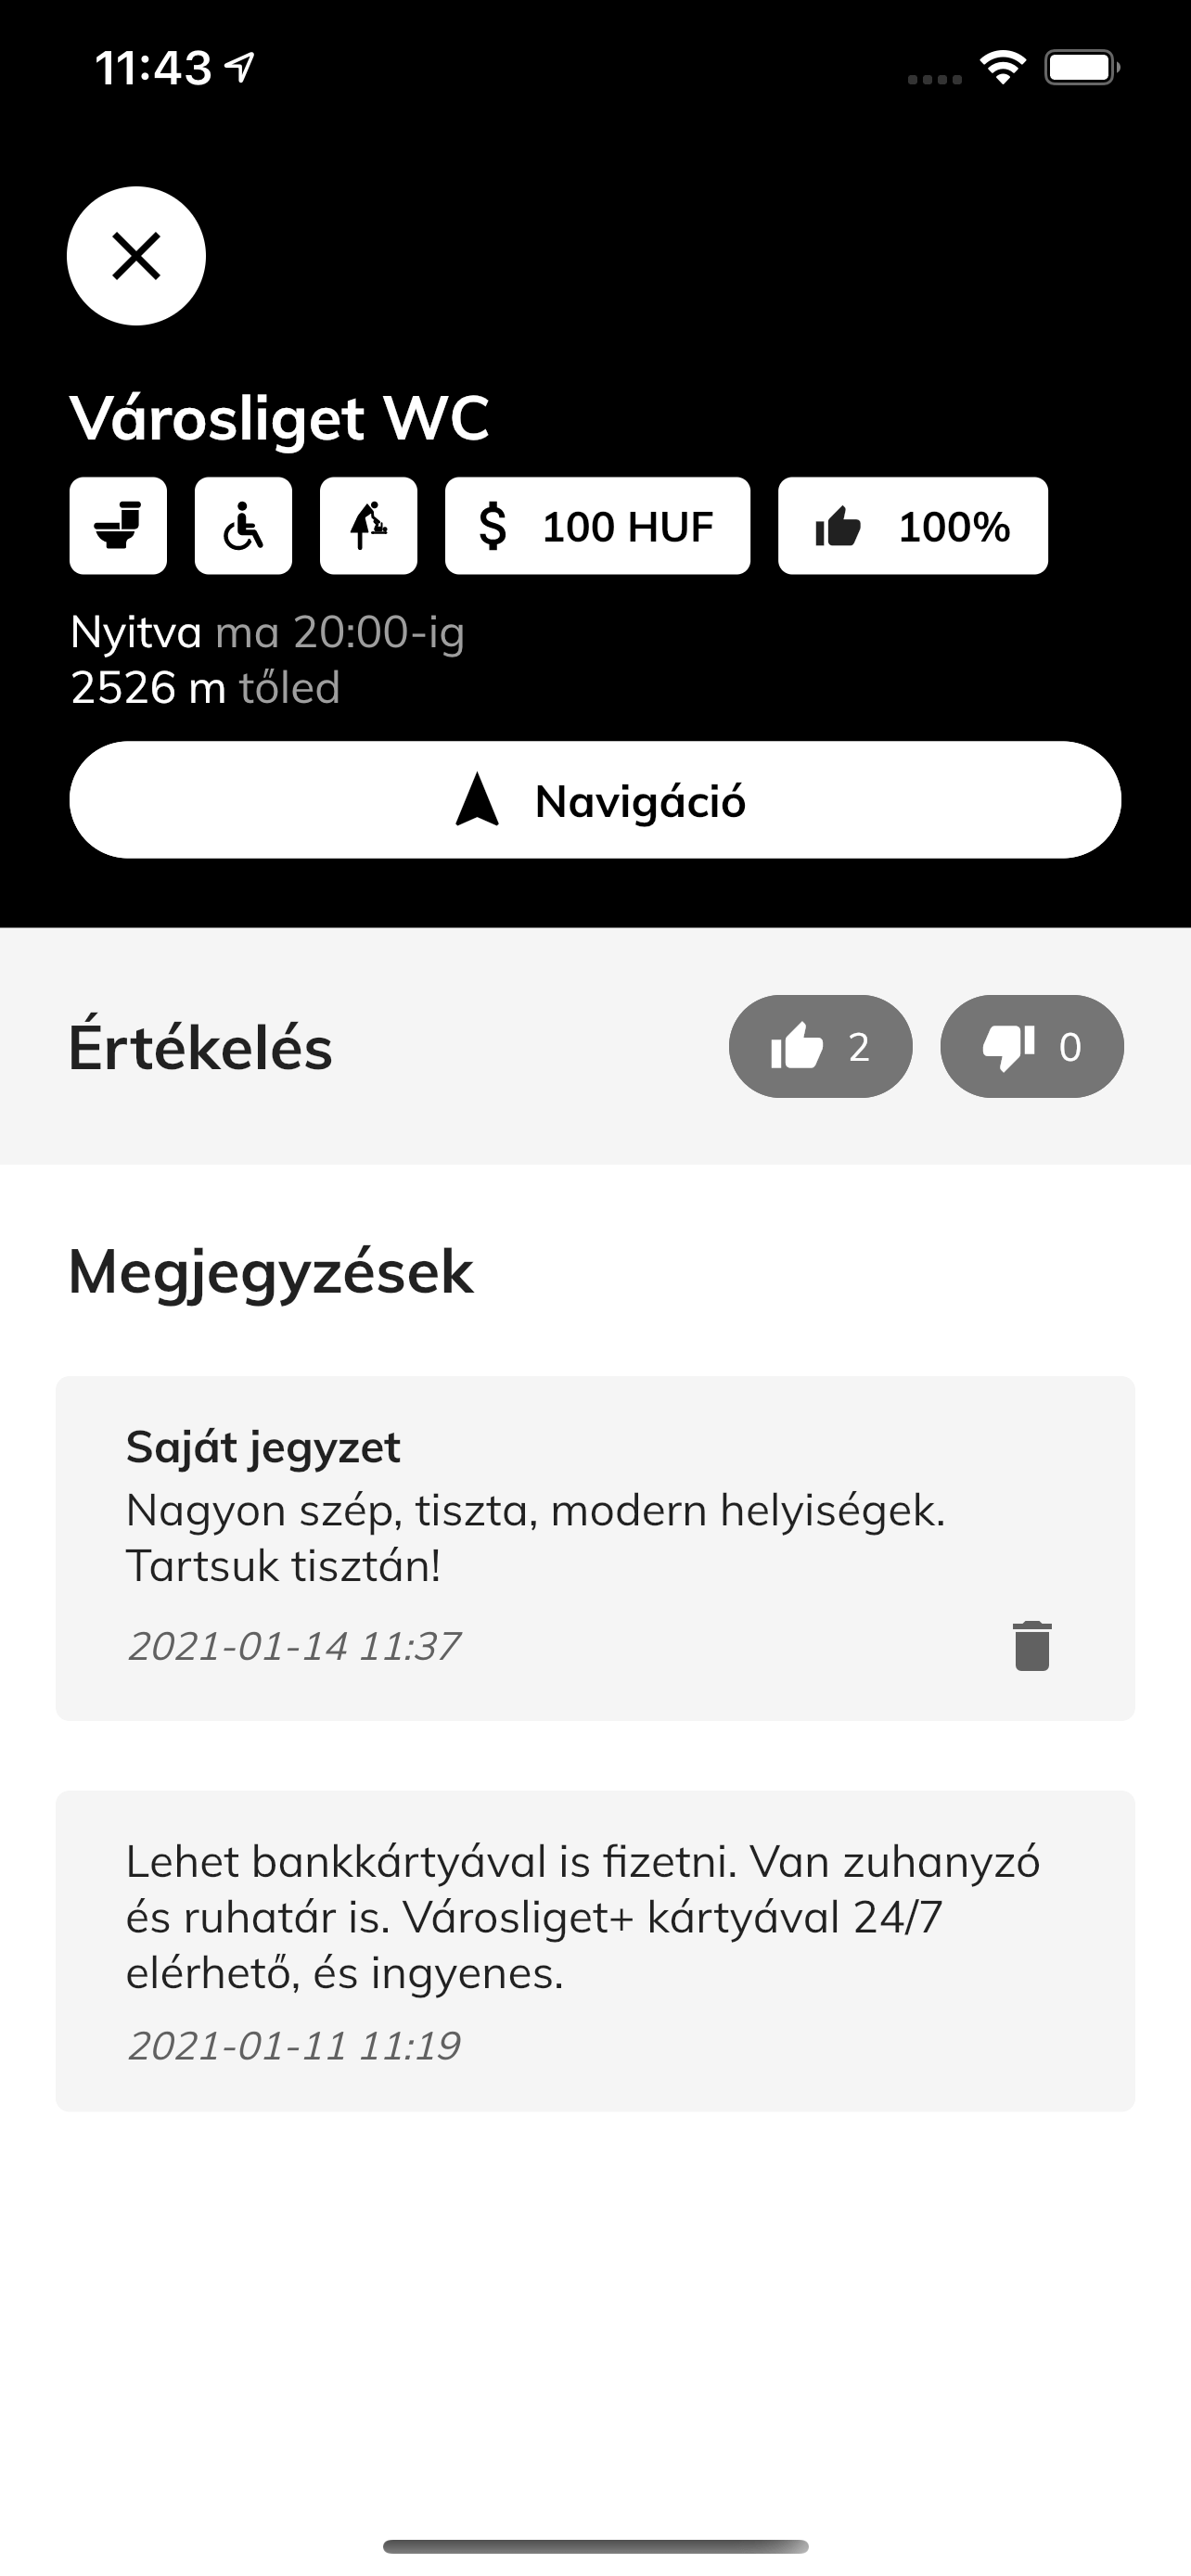 11:43
Városliget WC
100 HUF
100%
Nyitva ma 20:00-ig
2526 m tőled
Navigáció
Értékelés
2
0
Megjegyzések
Saját jegyzet
Nagyon szép, tiszta, modern helyiségek.
Tartsuk tisztán!
2021-01-14 11:37
Lehet bankkártyával is fizetni. Van zuhanyzó
és ruhatár is. Városliget+ kártyával 24/7
elérhető, és ingyenes.
2021-01-11 11:19